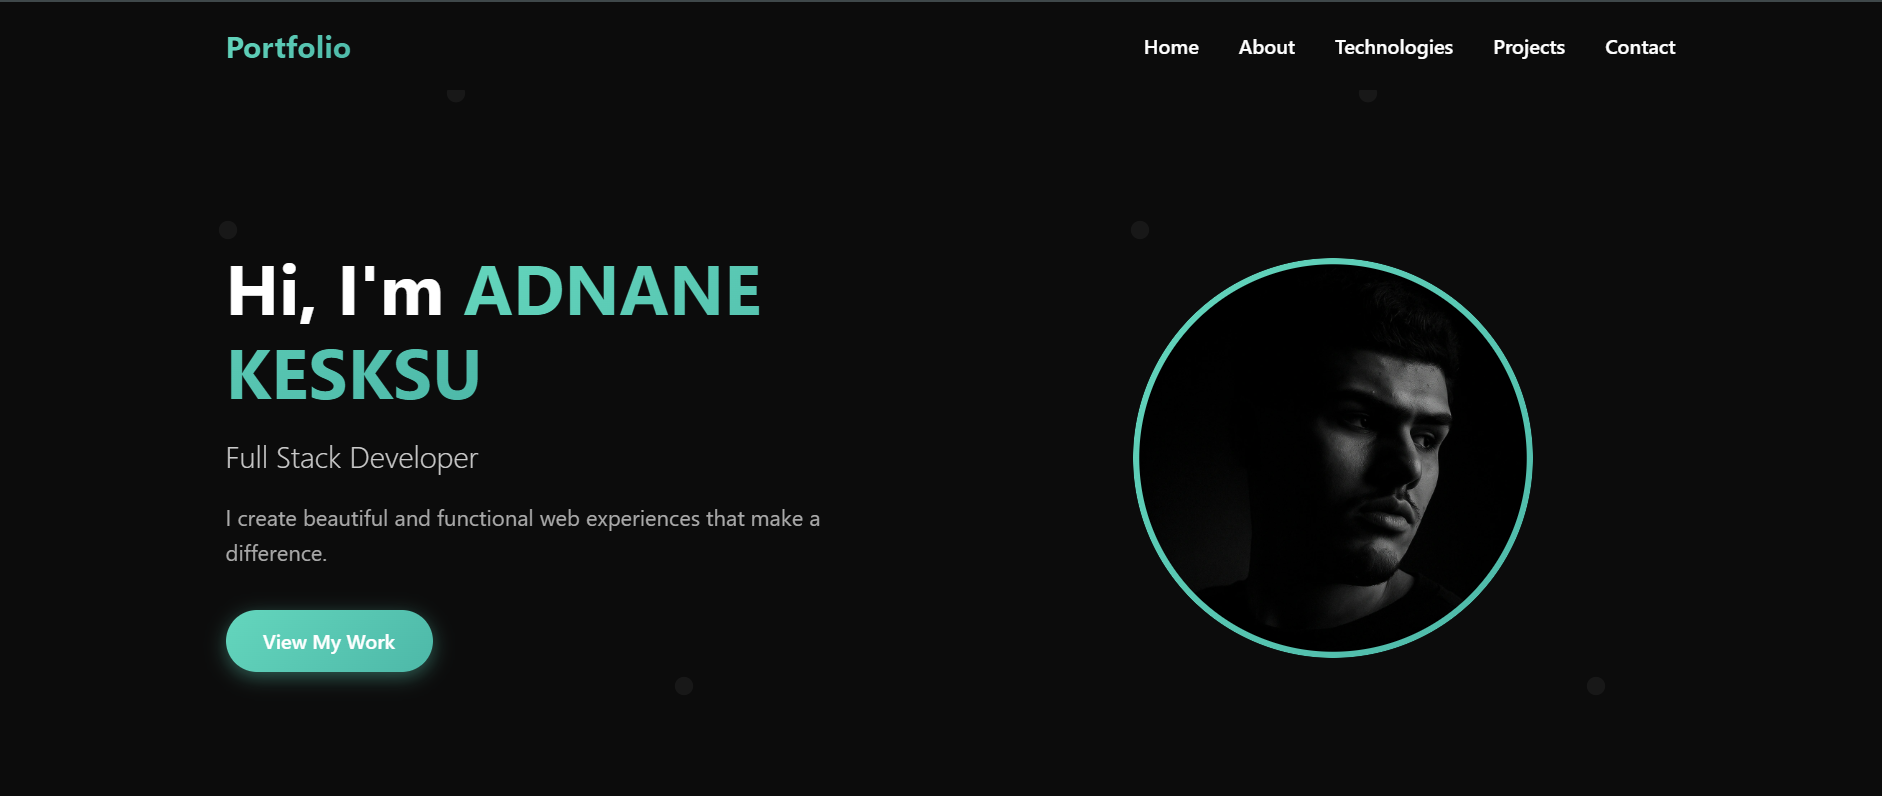 Portfolio
Home About Technologies Projects Contact
Hi, I'm ADNANE
KESKSU
Full Stack Developer
I create beautiful and functional web experiences that make a
difference.
View My Work